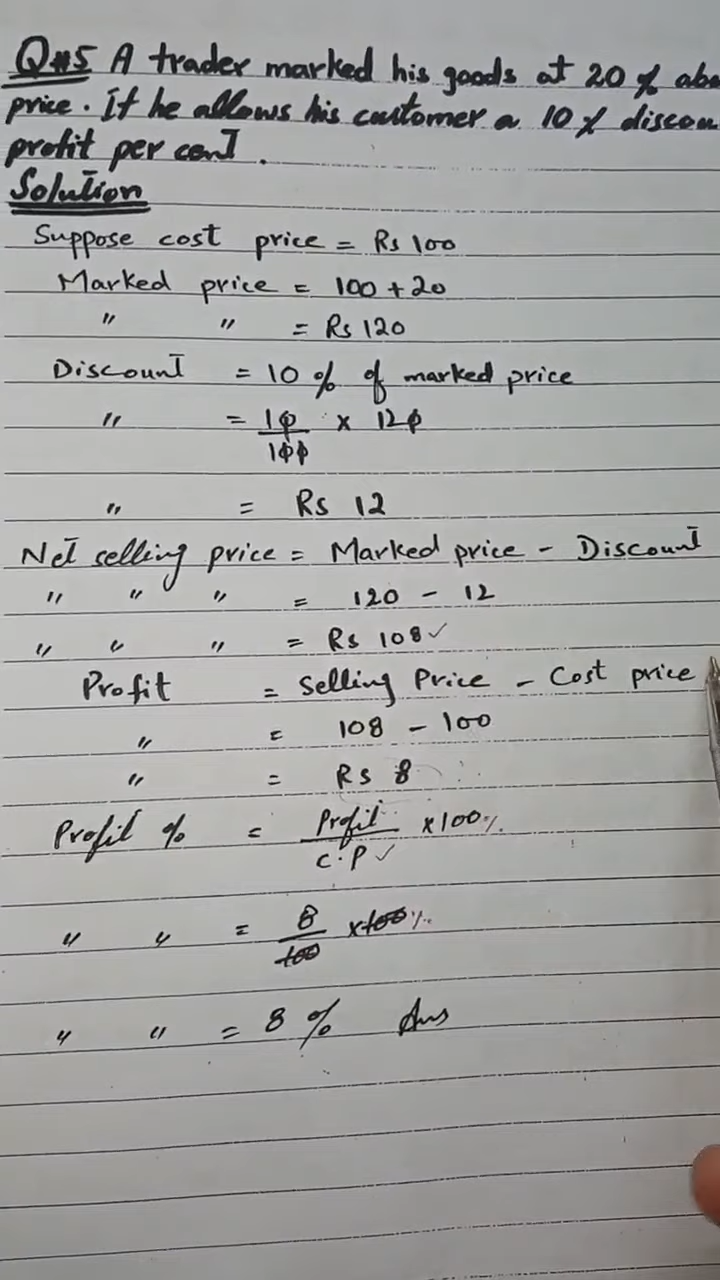 Q#5 A trader marked his goods at 20% abo
price. If he allows his customer a 10% discou
profit per cent.
Solution
Suppose cost price = Rs 100
Marked price = 100 + 20
" " = Rs 120
Discount = 10 % of marked price
" = 10/100 × 120
" = Rs 12
Net selling price = Marked price - Discount
" " " = 120 - 12
" " " = Rs 108 ✓
Profit = Selling Price - Cost price
" = 108 - 100
" = Rs 8
Profit % = Profit/C.P ✓ ×100%
" " = 8/100 ×100%
" " = 8 % Ans